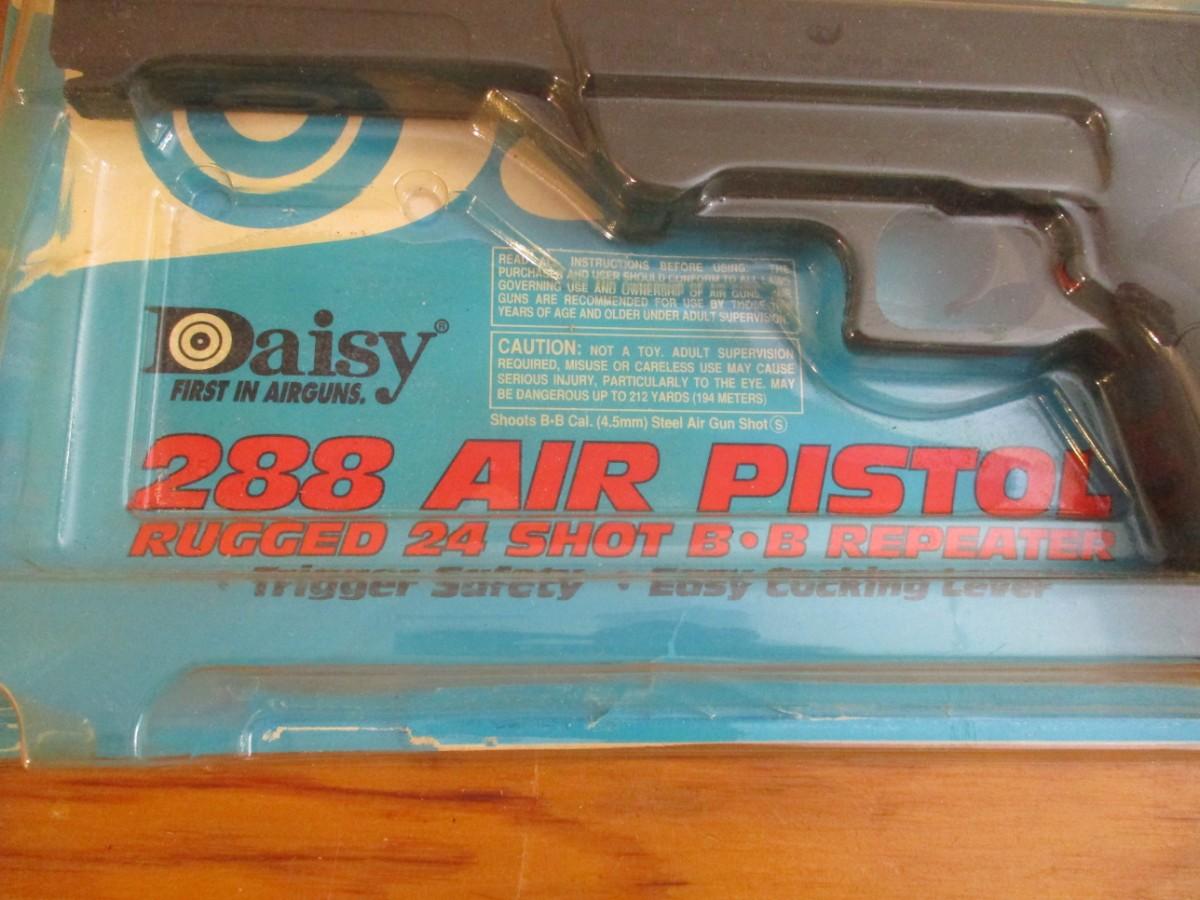 READ ALL INSTRUCTIONS BEFORE USING. THE
PURCHASER AND USER SHOULD CONFORM TO ALL LAWS
GOVERNING USE AND OWNERSHIP OF AIR GUNS.
GUNS ARE RECOMMENDED FOR USE BY THOSE
YEARS OF AGE AND OLDER UNDER ADULT SUPERVISION.
Daisy®
FIRST IN AIRGUNS.
CAUTION: NOT A TOY. ADULT SUPERVISION
REQUIRED, MISUSE OR CARELESS USE MAY CAUSE
SERIOUS INJURY, PARTICULARLY TO THE EYE. MAY
BE DANGEROUS UP TO 212 YARDS (194 METERS)
Shoots B•B Cal. (4.5mm) Steel Air Gun Shot Ⓢ
288 AIR PISTOL
RUGGED 24 SHOT B•B REPEATER
• Trigger Safety • Easy Cocking Lever